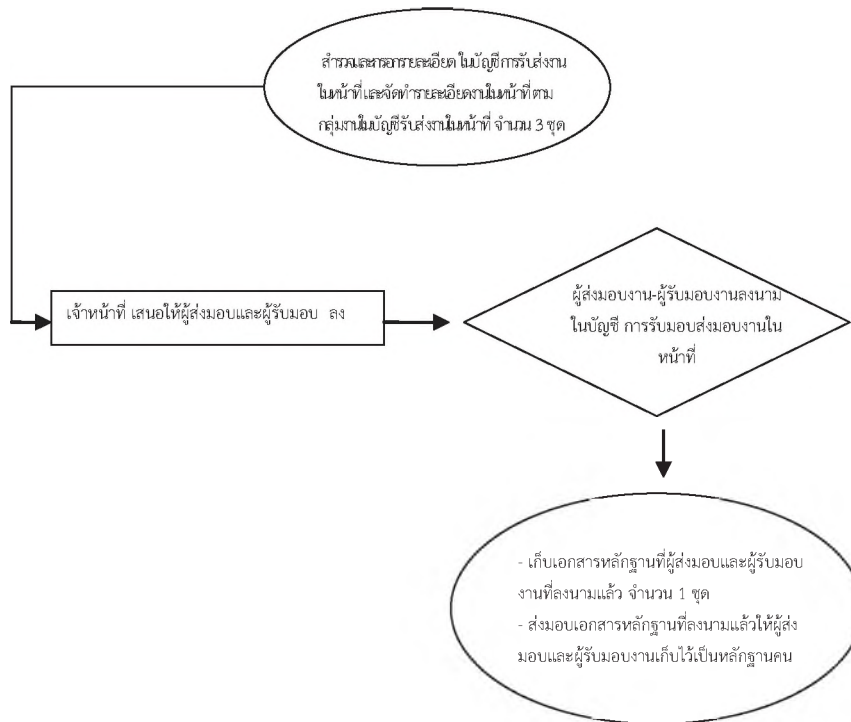 สำรวจและกรอกรายละเอียด ในบัญชีการรับส่งงาน
ในหน้าที่และจัดทำรายละเอียดงานในหน้าที่ตาม
กลุ่มงานในบัญชีรับส่งงานในหน้าที่ จำนวน 3 ชุด
เจ้าหน้าที่ เสนอให้ผู้ส่งมอบและผู้รับมอบ ลง
ผู้ส่งมอบงาน-ผู้รับมอบงานลงนาม
ในบัญชี การรับมอบส่งมอบงานใน
หน้าที่
- เก็บเอกสารหลักฐานที่ผู้ส่งมอบและผู้รับมอบ
งานที่ลงนามแล้ว จำนวน 1 ชุด
- ส่งมอบเอกสารหลักฐานที่ลงนามแล้วให้ผู้ส่ง
มอบและผู้รับมอบงานเก็บไว้เป็นหลักฐานคน